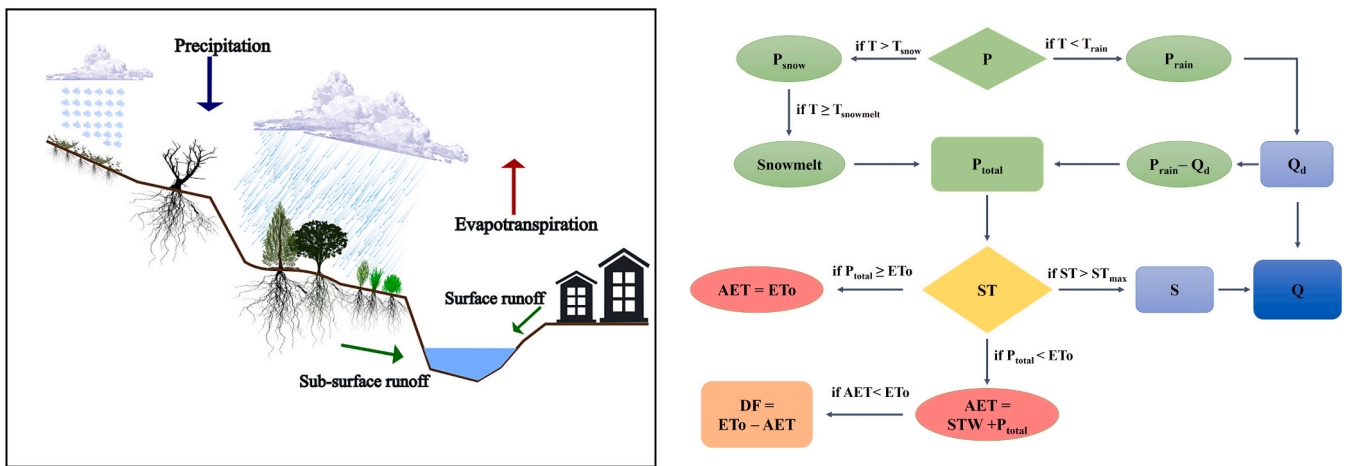 Precipitation
Evapotranspiration
Surface runoff
Sub-surface runoff
if T > Tsnow
if T < Train
Psnow
P
Prain
if T ≥ Tsnowmelt
Snowmelt
Ptotal
Prain – Qd
Qd
if Ptotal ≥ ETo
if ST > STmax
AET = ETo
ST
S
Q
if Ptotal < ETo
if AET< ETo
DF =
ETo – AET
AET =
STW +Ptotal